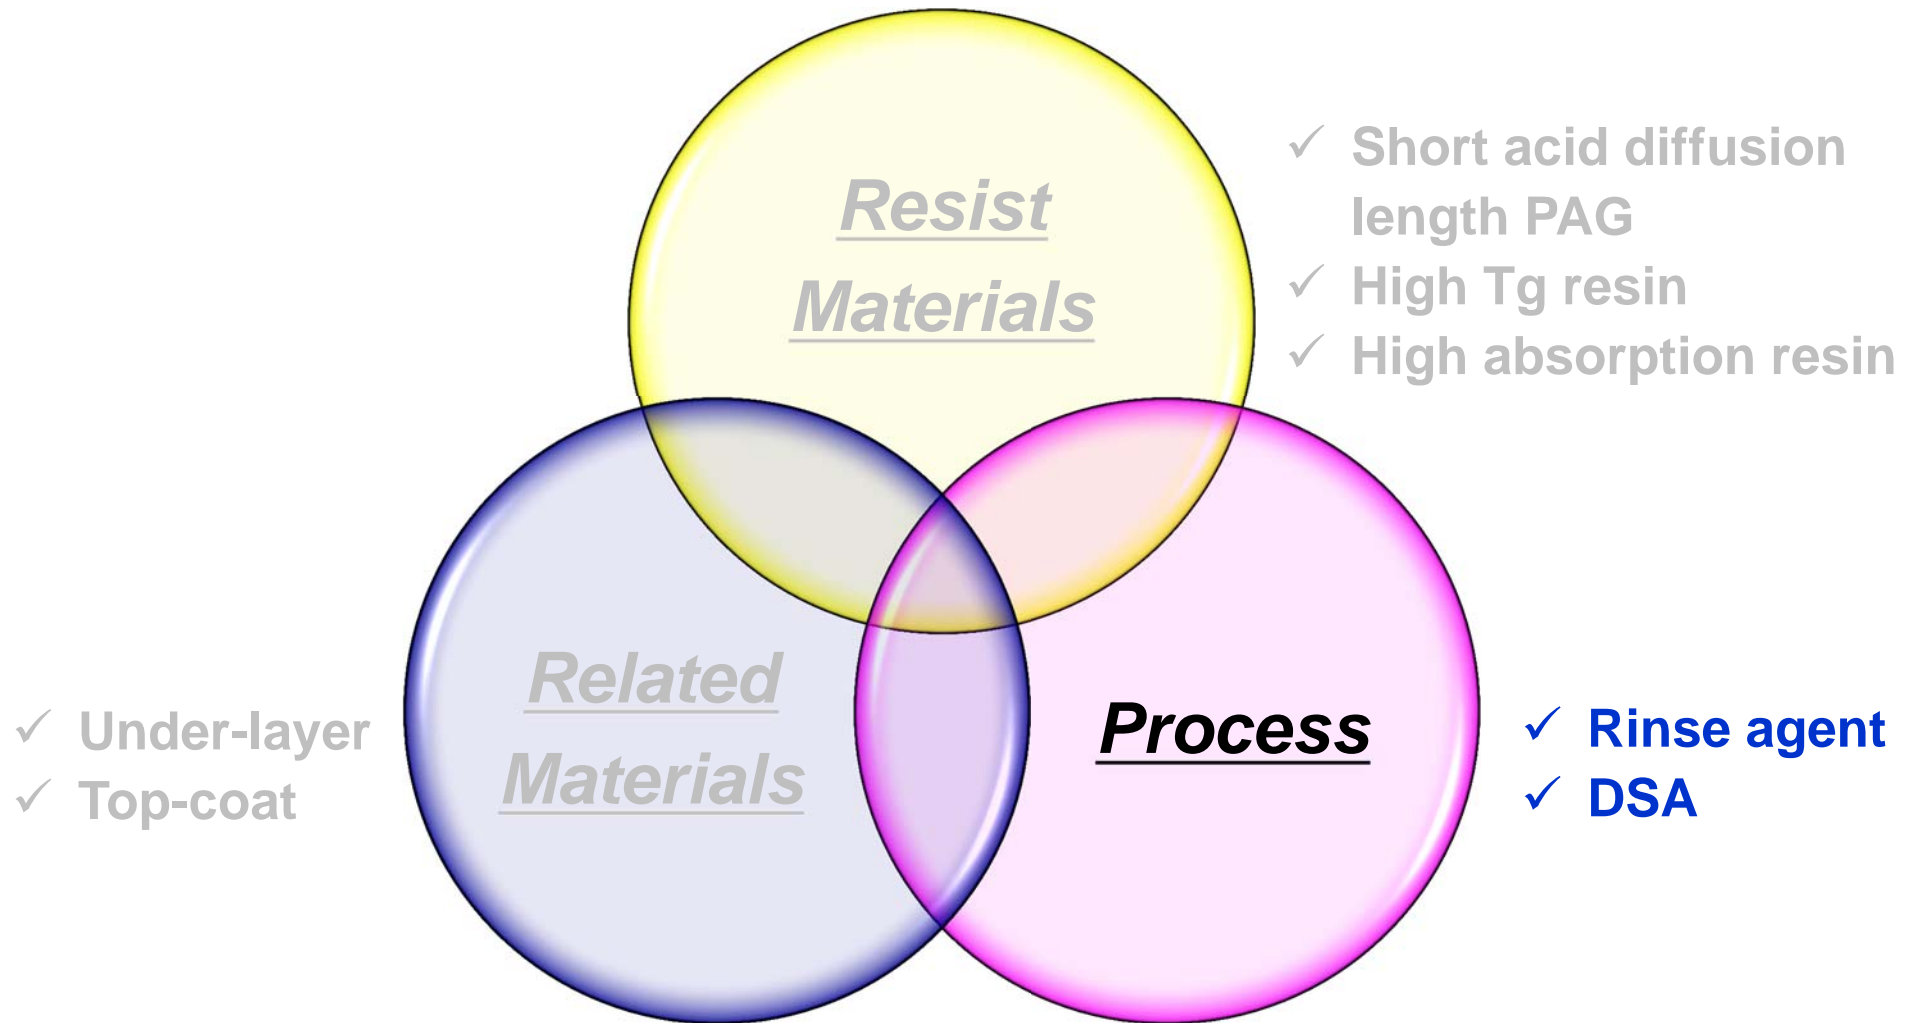 Resist
Materials
✓ Short acid diffusion
length PAG
✓ High Tg resin
✓ High absorption resin
Related
Materials
✓ Under-layer
✓ Top-coat
Process
✓ Rinse agent
✓ DSA